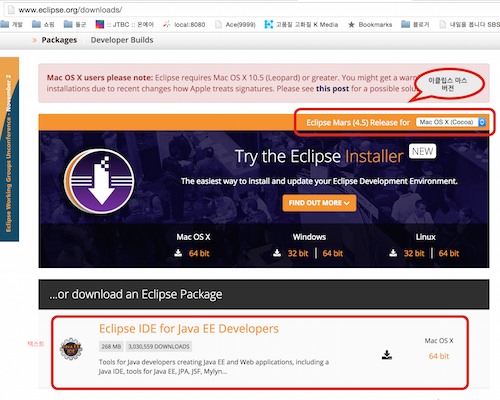 www.eclipse.org/downloads/
개발 쇼핑 들군 :: JTBC :: 온에어 local:8080 Ace(9999) 고품질 고화질 K Media Bookmarks 블로거 내일을 봅니다 SBS
» Packages Developer Builds
Mac OS X users please note: Eclipse requires Mac OS X 10.5 (Leopard) or greater. You might get a warn
installations due to recent changes how Apple treats signatures. Please see this post for a possible solu
이클립스 마스
버전
Eclipse Mars (4.5) Release for Mac OS X (Cocoa)
Eclipse Working Groups Unconference - November 2
Try the Eclipse Installer NEW
The easiest way to install and update your Eclipse Development Environment.
FIND OUT MORE
Mac OS X Windows Linux
64 bit 32 bit 64 bit 32 bit 64 bit
...or download an Eclipse Package
텍스트
JAVA EE
IDE
Eclipse IDE for Java EE Developers
268 MB 3,030,559 DOWNLOADS
Tools for Java developers creating Java EE and Web applications, including a
Java IDE, tools for Java EE, JPA, JSF, Mylyn...
Mac OS X
64 bit